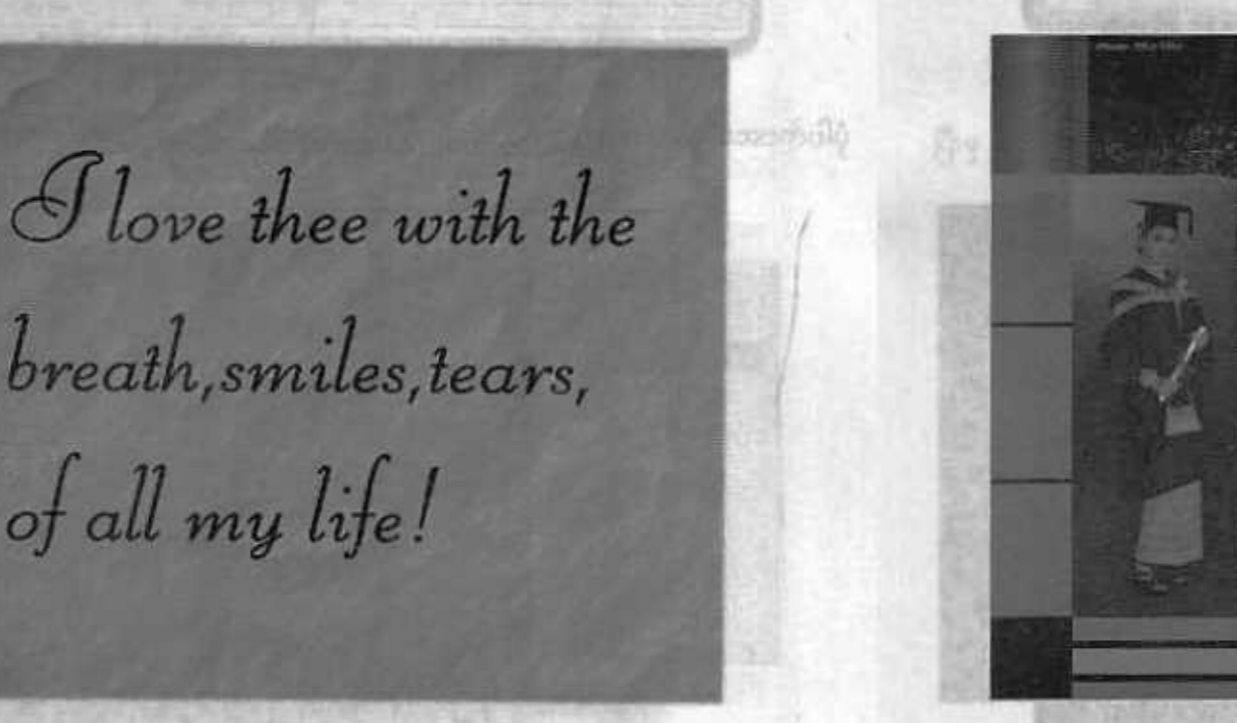 I love thee with the
breath,smiles,tears,
of all my life!